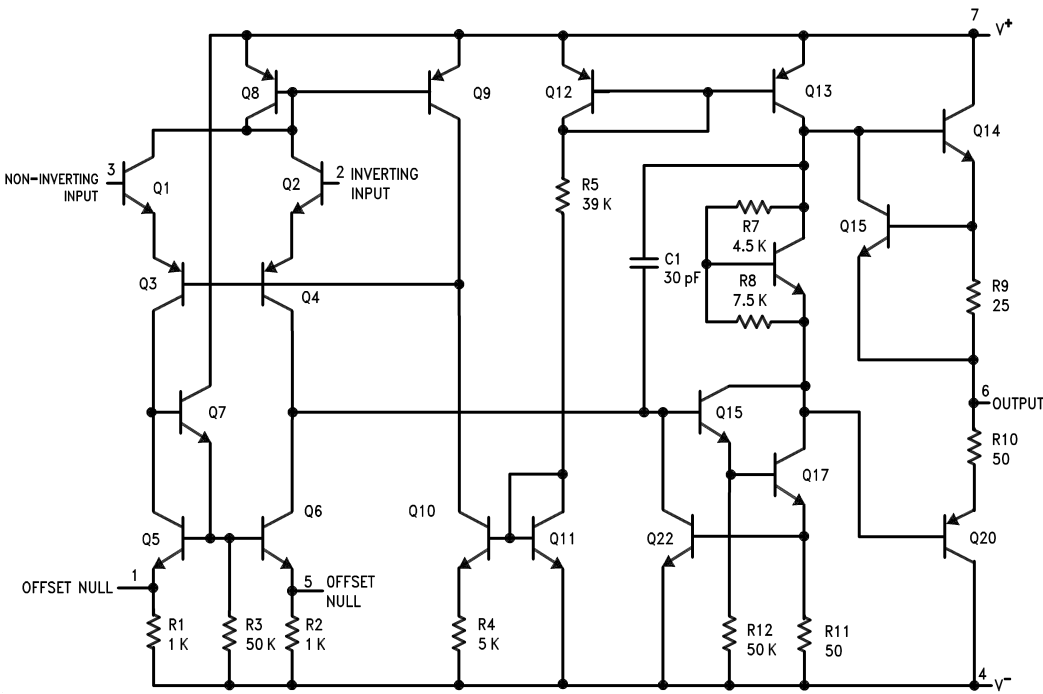 7
V+
Q8
Q9
Q12
Q13
Q14
3
NON-INVERTING
INPUT
Q1
Q2
2
INVERTING
INPUT
R5
39 K
Q15
R7
4.5 K
C1
30 pF
R8
7.5 K
Q3
Q4
R9
25
6
OUTPUT
Q7
Q15
R10
50
Q17
Q5
Q6
Q10
Q11
Q22
Q20
1
OFFSET NULL
5
OFFSET
NULL
R1
1 K
R3
50 K
R2
1 K
R4
5 K
R12
50 K
R11
50
4
V-